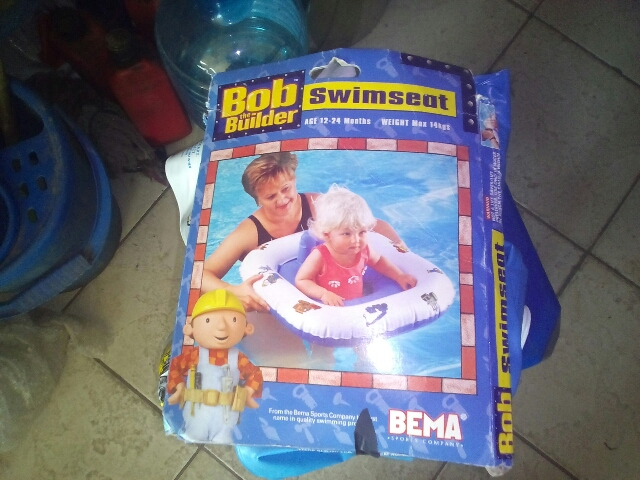 Bob
the
Builder
Swimseat
AGE 12-24 Months WEIGHT Max 14kgs
WARNING
From the Bema Sports Company
name in quality swimming
BEMA®
SPORTS COMPANY
Bob Swimseat